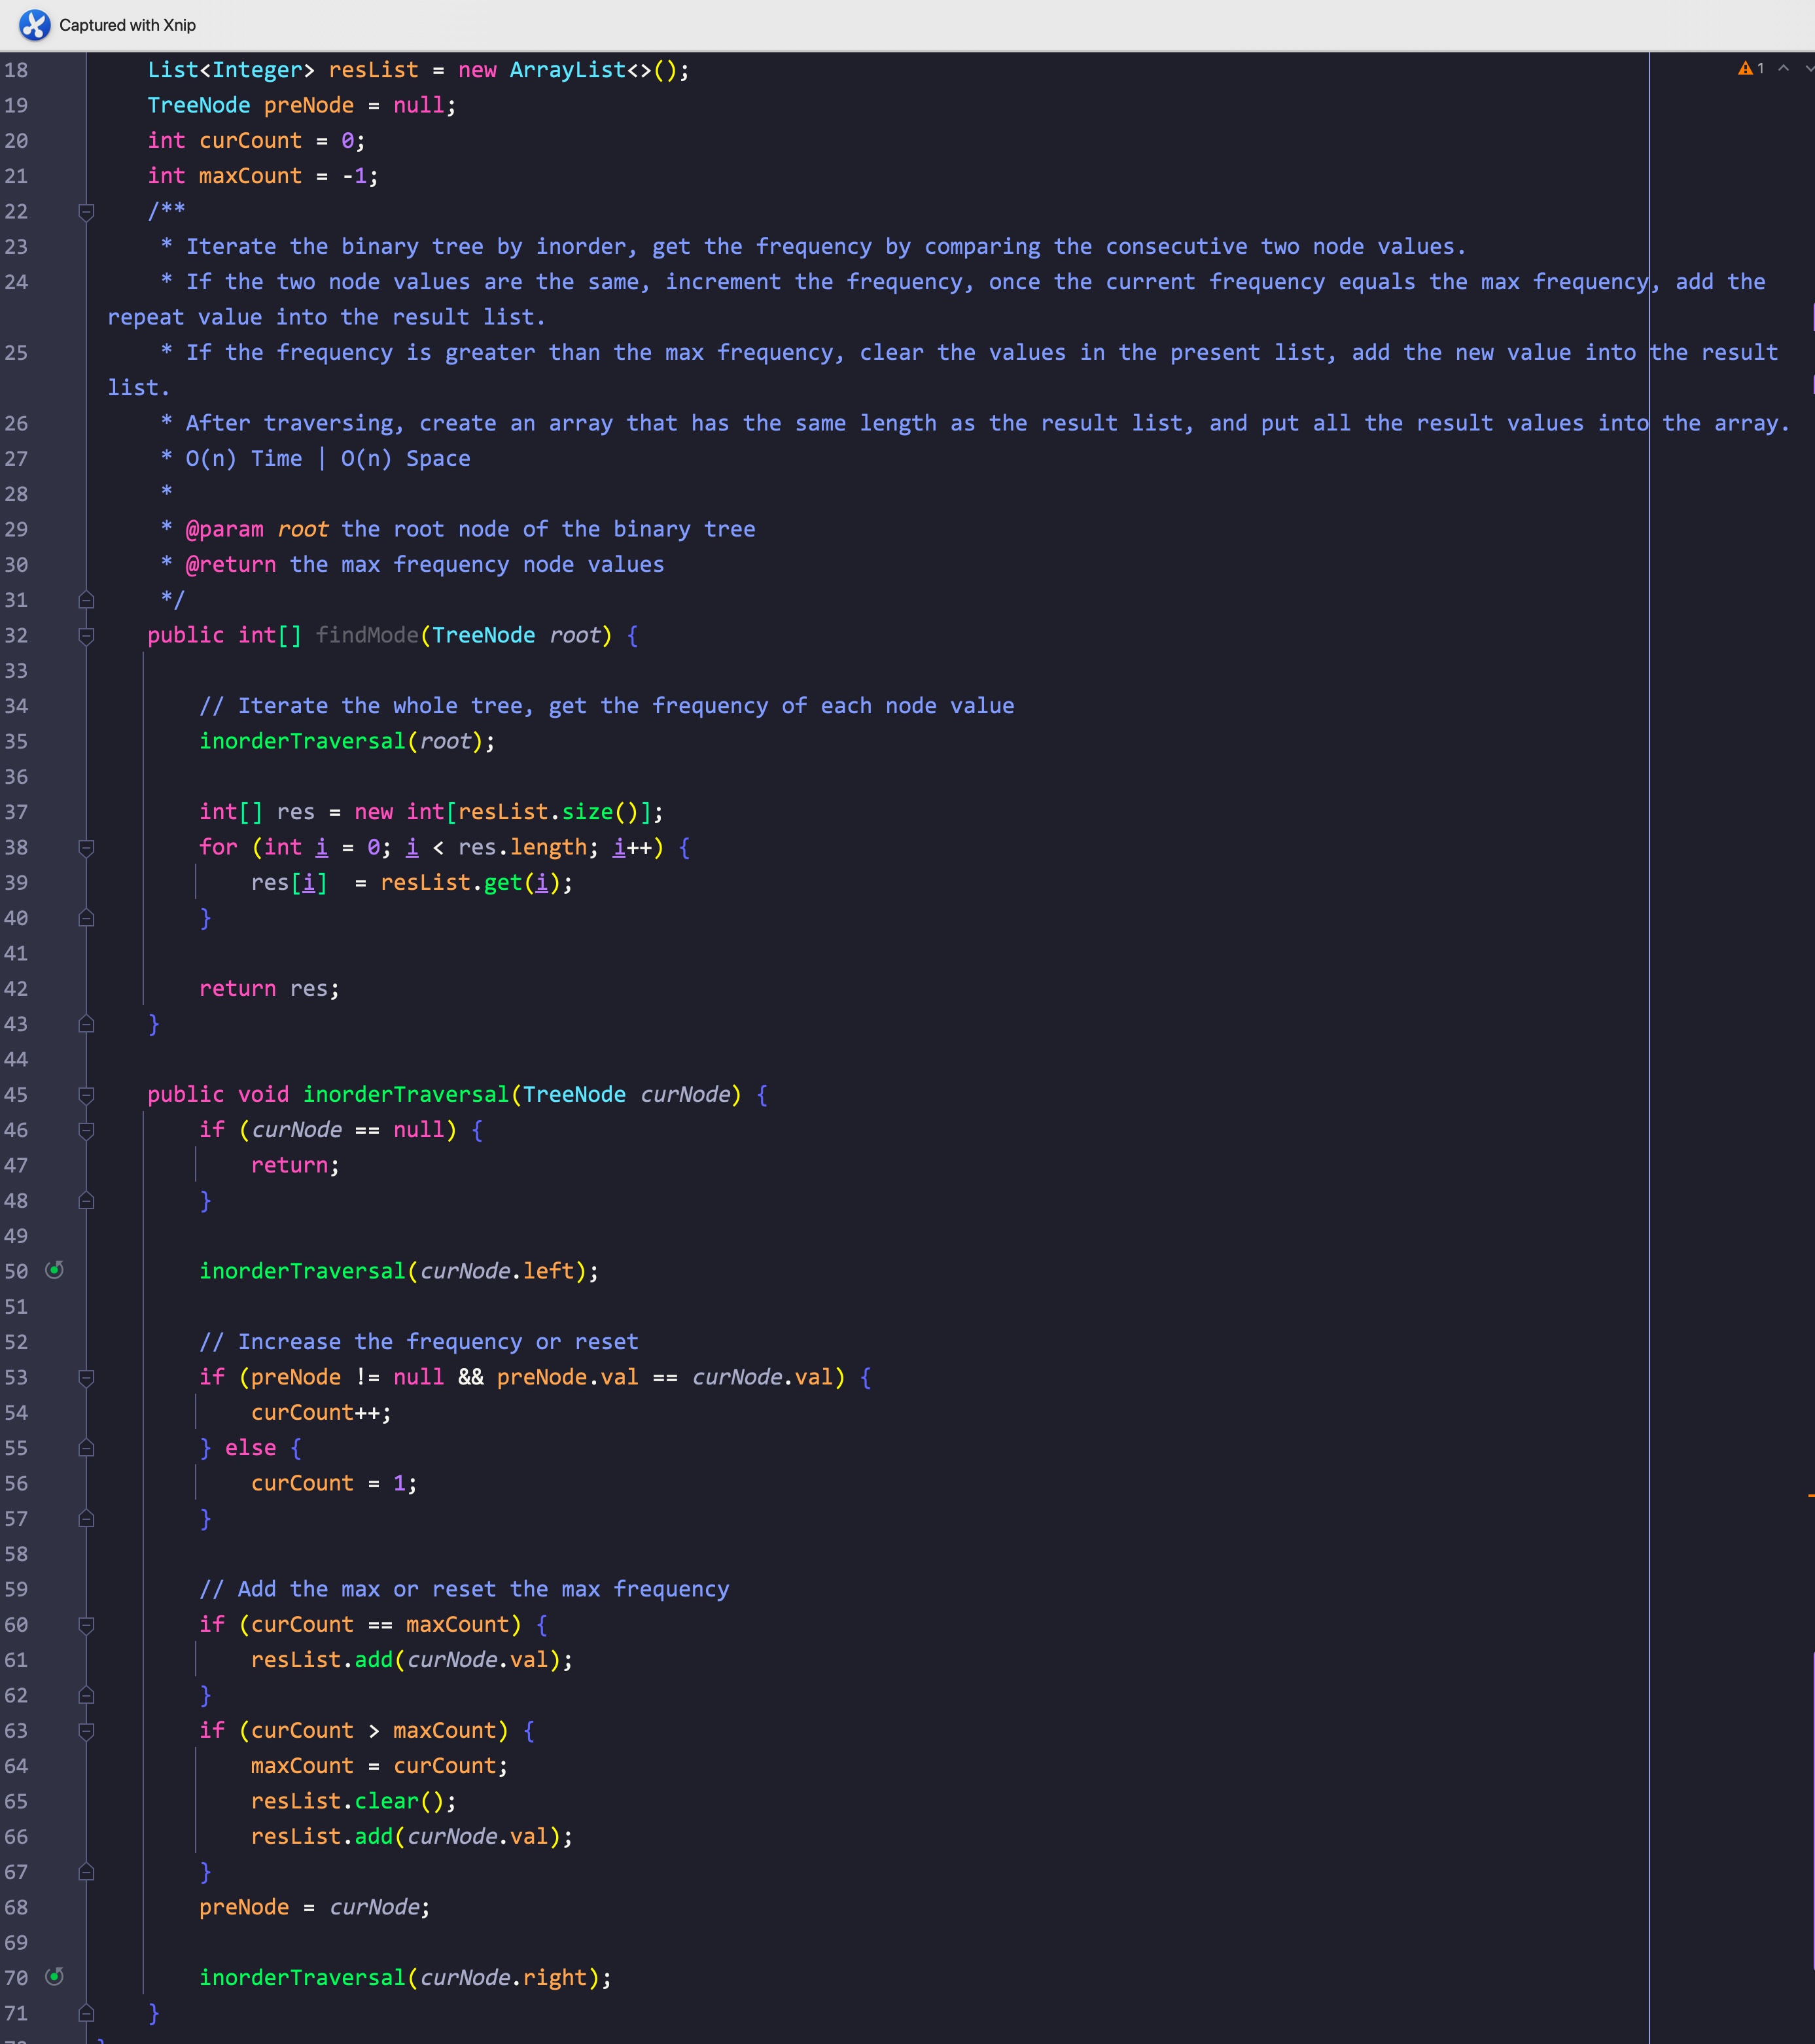 Captured with Xnip
1
18 List<Integer> resList = new ArrayList<>();
19 TreeNode preNode = null;
20 int curCount = 0;
21 int maxCount = -1;
22 /**
23 * Iterate the binary tree by inorder, get the frequency by comparing the consecutive two node values.
24 * If the two node values are the same, increment the frequency, once the current frequency equals the max frequency, add the
repeat value into the result list.
25 * If the frequency is greater than the max frequency, clear the values in the present list, add the new value into the result
list.
26 * After traversing, create an array that has the same length as the result list, and put all the result values into the array.
27 * O(n) Time | O(n) Space
28 *
29 * @param root the root node of the binary tree
30 * @return the max frequency node values
31 */
32 public int[] findMode(TreeNode root) {
33
34 // Iterate the whole tree, get the frequency of each node value
35 inorderTraversal(root);
36
37 int[] res = new int[resList.size()];
38 for (int i = 0; i < res.length; i++) {
39 res[i]  = resList.get(i);
40 }
41
42 return res;
43 }
44
45 public void inorderTraversal(TreeNode curNode) {
46 if (curNode == null) {
47 return;
48 }
49
50 inorderTraversal(curNode.left);
51
52 // Increase the frequency or reset
53 if (preNode != null && preNode.val == curNode.val) {
54 curCount++;
55 } else {
56 curCount = 1;
57 }
58
59 // Add the max or reset the max frequency
60 if (curCount == maxCount) {
61 resList.add(curNode.val);
62 }
63 if (curCount > maxCount) {
64 maxCount = curCount;
65 resList.clear();
66 resList.add(curNode.val);
67 }
68 preNode = curNode;
69
70 inorderTraversal(curNode.right);
71 }